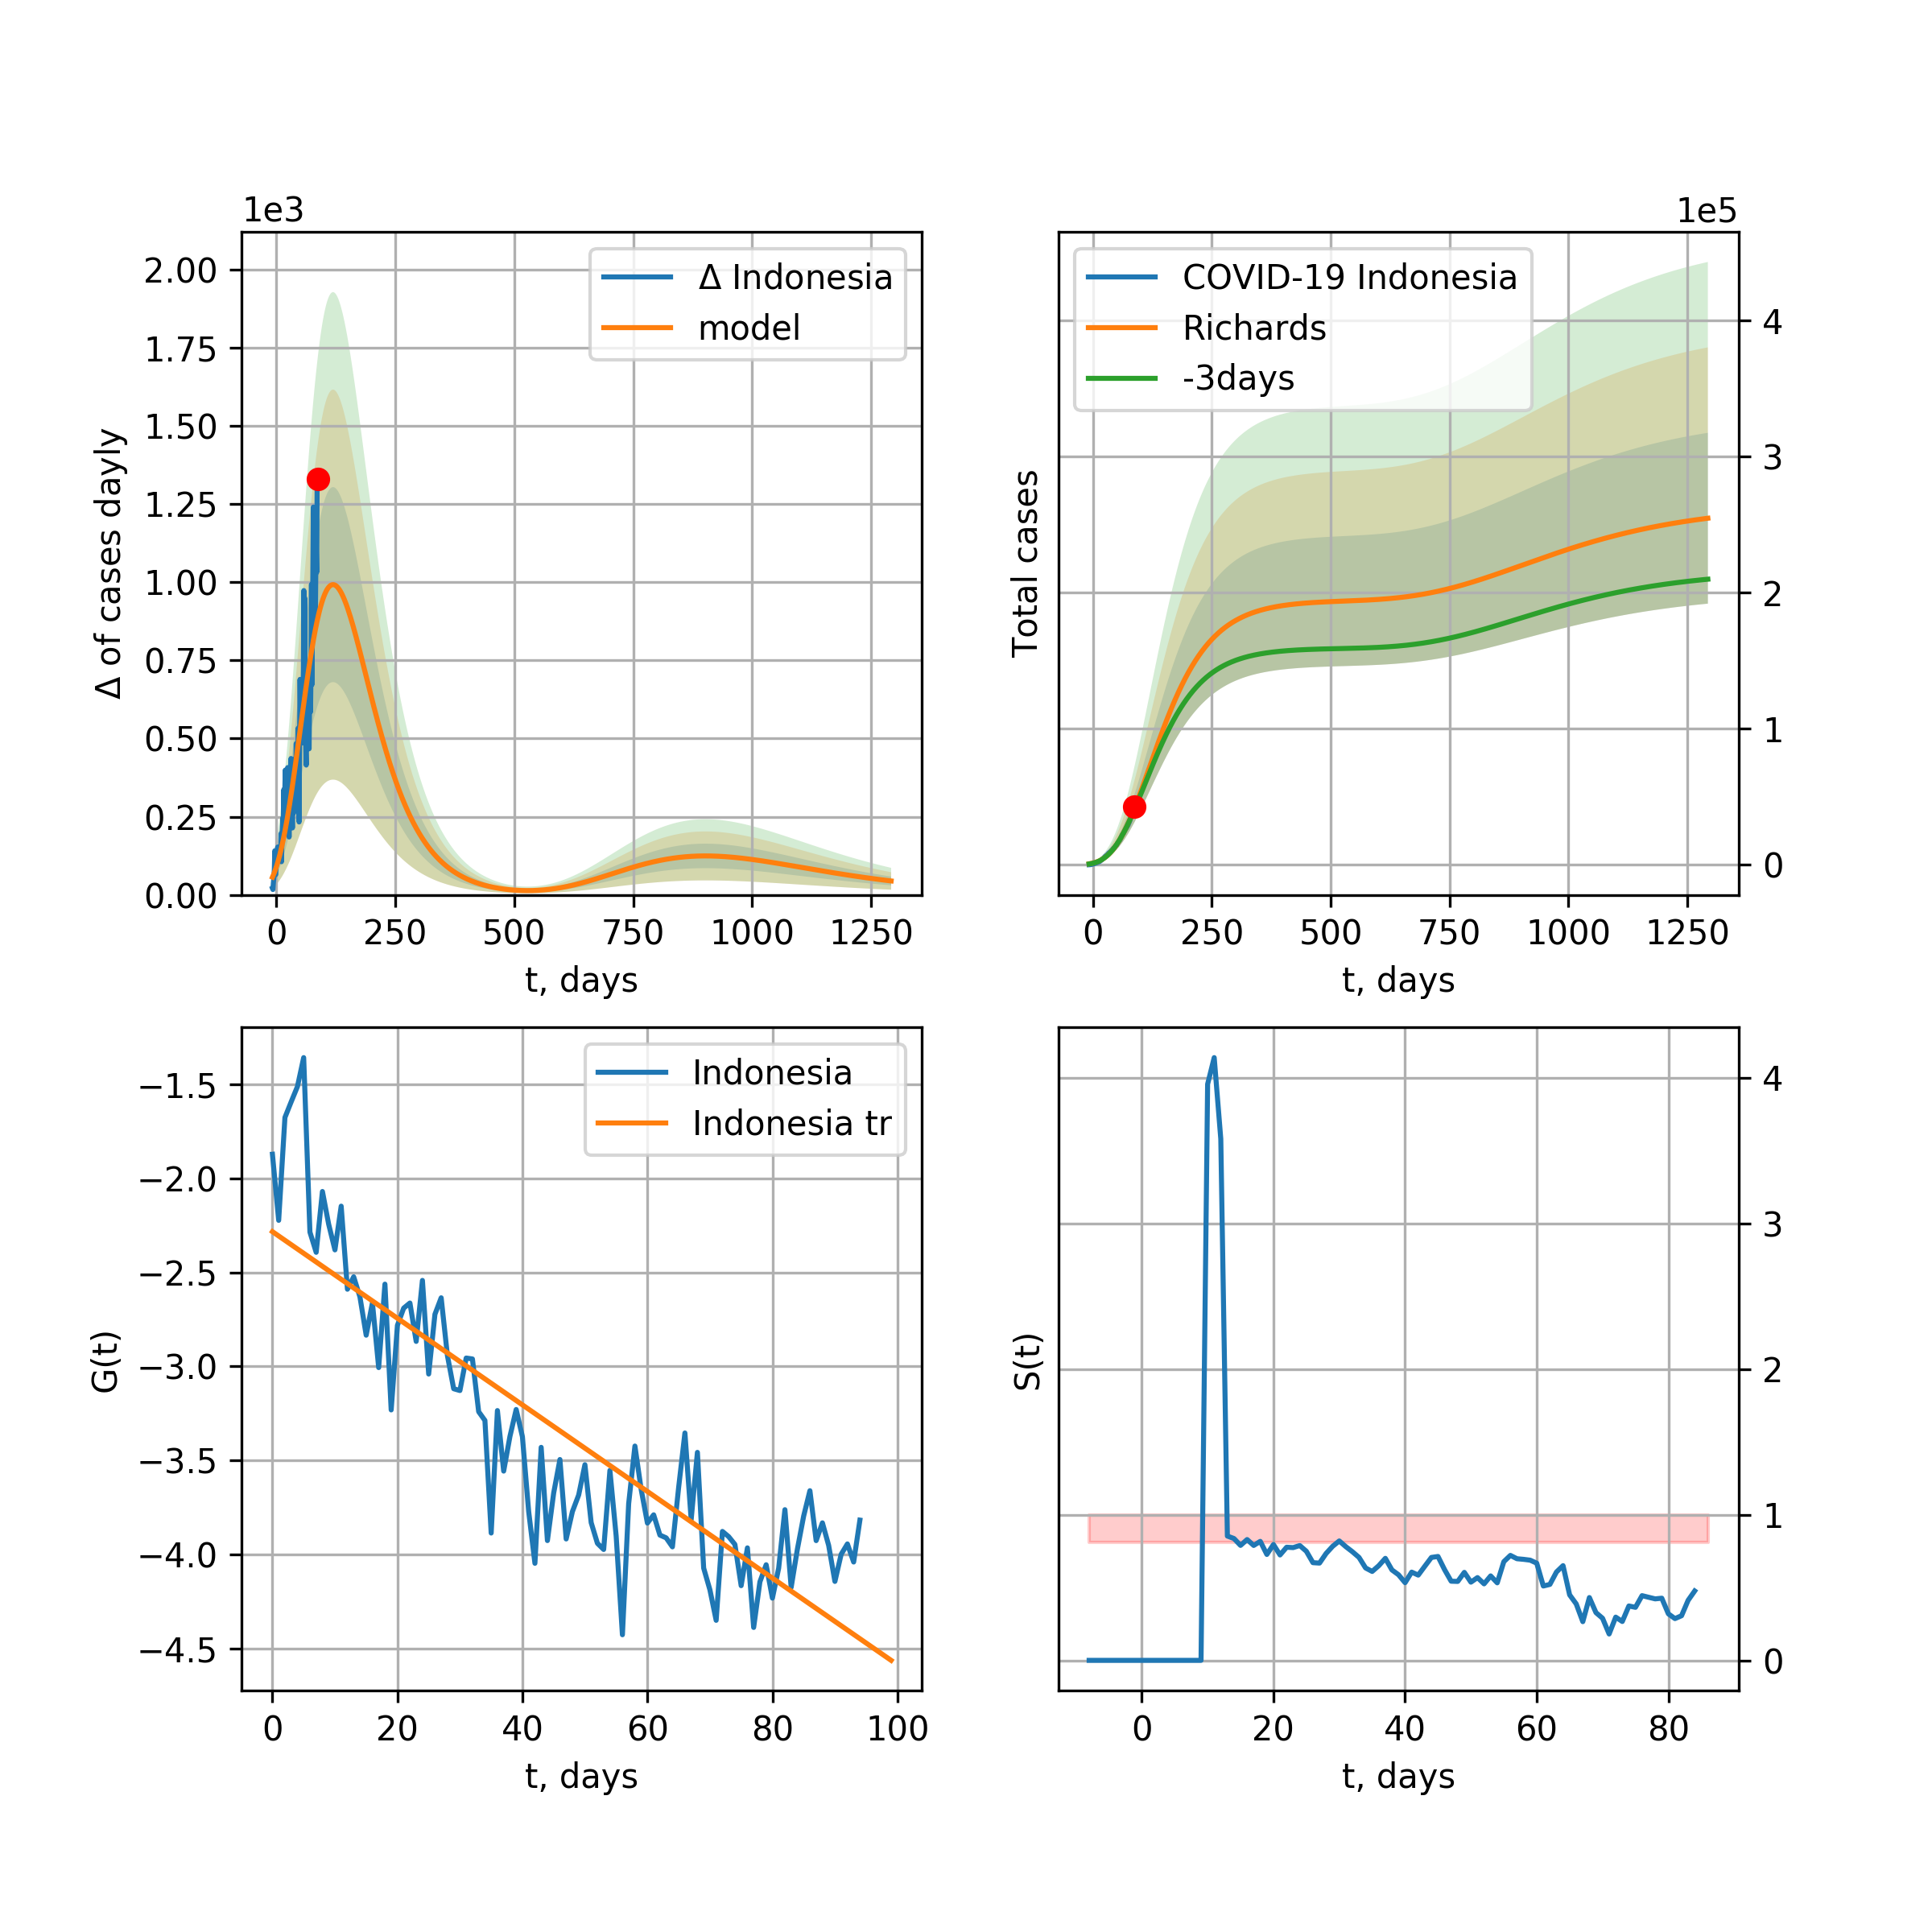 1e3
2.00
1.75
1.50
1.25
1.00
0.75
0.50
0.25
0.00
Δ of cases dayly
Δ Indonesia
model
0 250 500 750 1000 1250
t, days
1e5
COVID-19 Indonesia
Richards
-3days
Total cases
4
3
2
1
0
0 250 500 750 1000 1250
t, days
−1.5
−2.0
−2.5
−3.0
−3.5
−4.0
−4.5
G(t)
Indonesia
Indonesia tr
0 20 40 60 80 100
t, days
S(t)
4
3
2
1
0
0 20 40 60 80
t, days